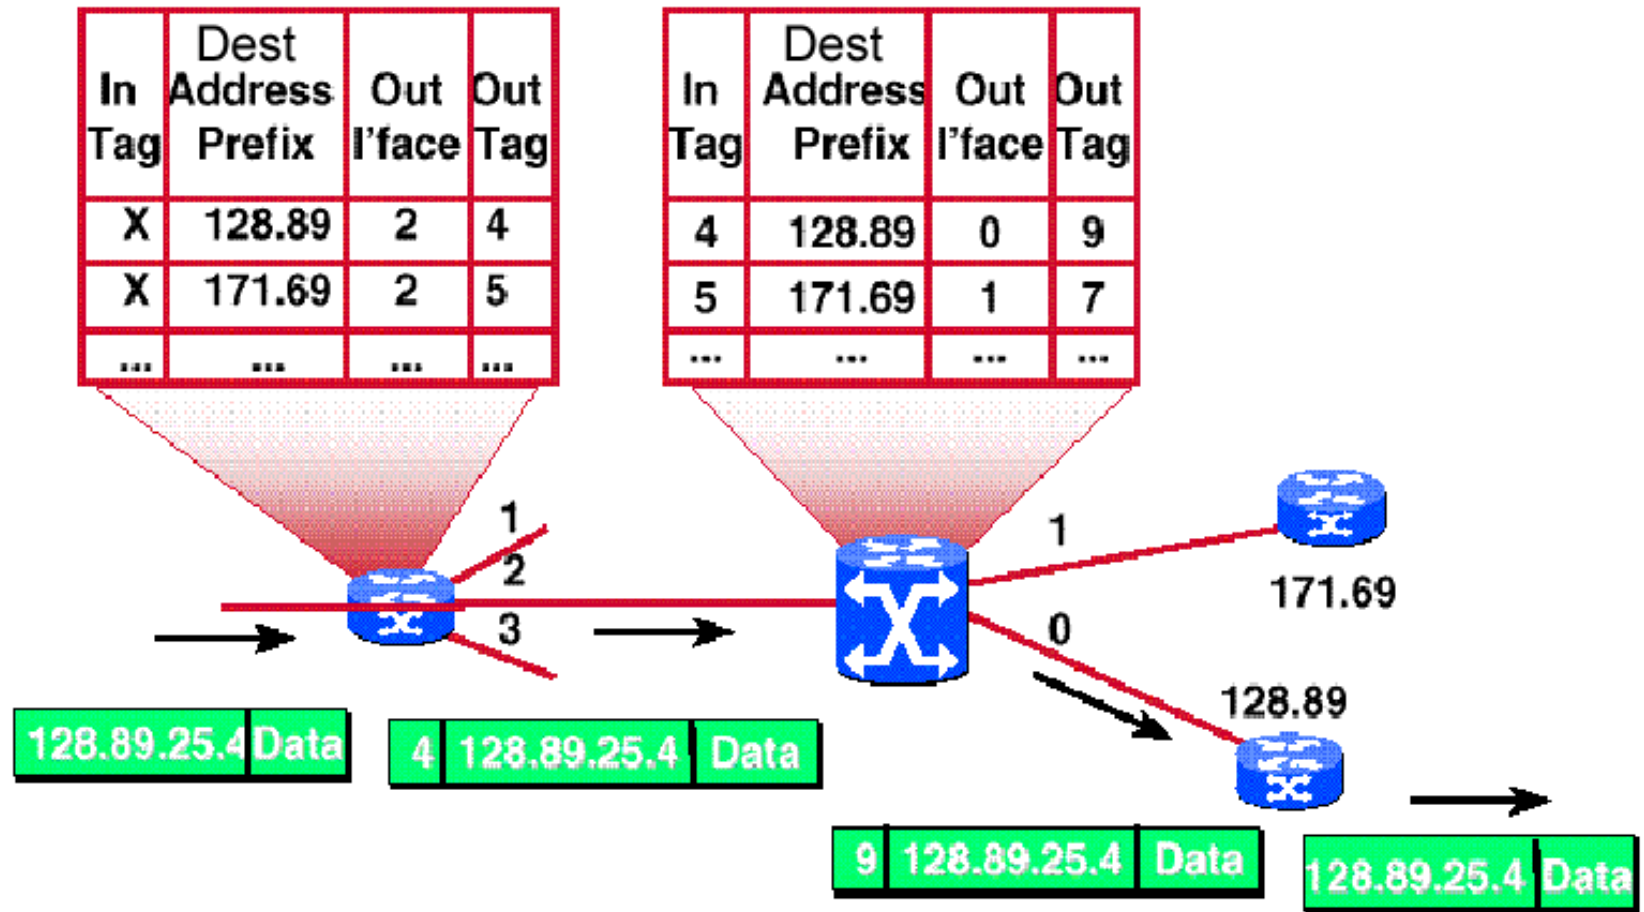 Dest
In Address Out Out
Tag Prefix I'face Tag
X 128.89 2 4
X 171.69 2 5
... ... ... ...
Dest
In Address Out Out
Tag Prefix I'face Tag
4 128.89 0 9
5 171.69 1 7
... ... ... ...
1
2
3
1
0
171.69
128.89
128.89.25.4 Data
4 128.89.25.4 Data
9 128.89.25.4 Data
128.89.25.4 Data